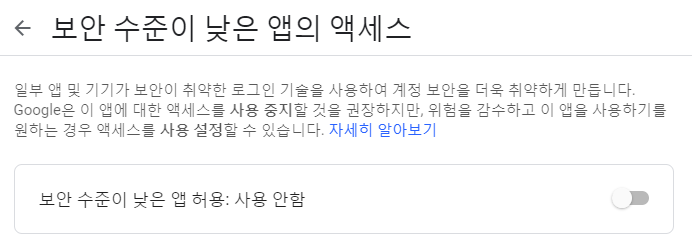 보안 수준이 낮은 앱의 액세스
일부 앱 및 기기가 보안이 취약한 로그인 기술을 사용하여 계정 보안을 더욱 취약하게 만듭니다.
Google은 이 앱에 대한 액세스를 사용 중지할 것을 권장하지만, 위험을 감수하고 이 앱을 사용하기를
원하는 경우 액세스를 사용 설정할 수 있습니다. 자세히 알아보기
보안 수준이 낮은 앱 허용: 사용 안함